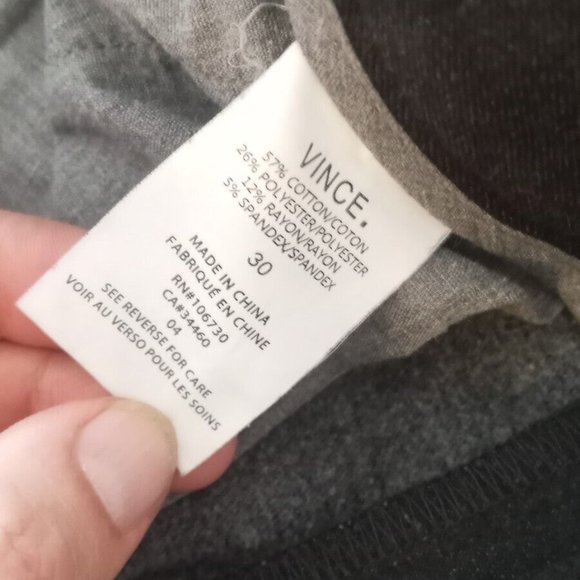 VINCE.
57% COTTON/COTON
26% POLYESTER/POLYESTER
12% RAYON/RAYON
5% SPANDEX/SPANDEX
30
MADE IN CHINA
FABRIQUÉ EN CHINE
RN#106730
CA#34460
04
SEE REVERSE FOR CARE
VOIR AU VERSO POUR LES SOINS